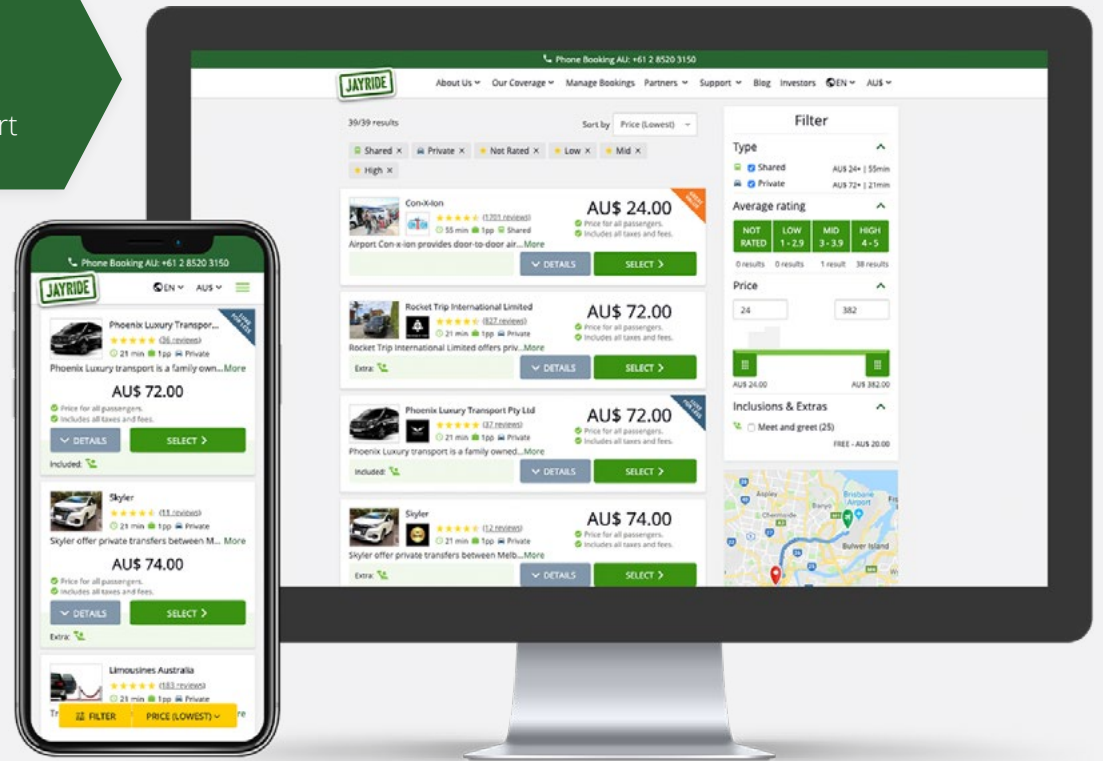 rt
Phone Booking AU: +61 2 8520 3150
JAYRIDE
About Us
Our Coverage
Manage Bookings
Partners
Support
Blog
Investors
EN
AU$
39/39 results
Sort by
Price (Lowest)
Shared ×
Private ×
Not Rated ×
Low ×
Mid ×
High ×
Con-X-Ion
(1701 reviews)
55 min 1pp Shared
Airport Con-x-ion provides door-to-door air...More
AU$ 24.00
Price for all passengers.
Includes all taxes and fees.
DETAILS
SELECT >
Rocket Trip International Limited
(827 reviews)
21 min 1pp Private
Rocket Trip International Limited offers priv...More
Extra:
AU$ 72.00
Price for all passengers.
Includes all taxes and fees.
DETAILS
SELECT >
Phoenix Luxury Transport Pty Ltd
(37 reviews)
21 min 1pp Private
Phoenix Luxury transport is a family owned...More
Included:
AU$ 72.00
LUXE FOR LESS
Price for all passengers.
Includes all taxes and fees.
DETAILS
SELECT >
Skyler
(12 reviews)
21 min 1pp Private
Skyler offer private transfers between Melb...More
Extra:
AU$ 74.00
Price for all passengers.
Includes all taxes and fees.
DETAILS
SELECT >
Filter
Type
Shared
AU$ 24+ | 55min
Private
AU$ 72+ | 21min
Average rating
NOT RATED
LOW 1 - 2.9
MID 3 - 3.9
HIGH 4 - 5
0 results
0 results
1 result
38 results
Price
24
382
AU$ 24.00
AU$ 382.00
Inclusions & Extras
Meet and greet (25)
FREE - AU$ 20.00
Aspley
Chermside
Banyo
Brisbane Airport
Bulwer Island
Phone Booking AU: +61 2 8520 3150
JAYRIDE
EN
AU$
Phoenix Luxury Transpor...
(36 reviews)
21 min 1pp Private
Phoenix Luxury transport is a family own...More
LUXE FOR LESS
AU$ 72.00
Price for all passengers.
Includes all taxes and fees.
DETAILS
SELECT >
Included:
Skyler
(11 reviews)
21 min 1pp Private
Skyler offer private transfers between M... More
AU$ 74.00
Price for all passengers.
Includes all taxes and fees.
DETAILS
SELECT >
Extra:
Limousines Australia
(183 reviews)
21 min 1pp Private
FILTER
PRICE (LOWEST)